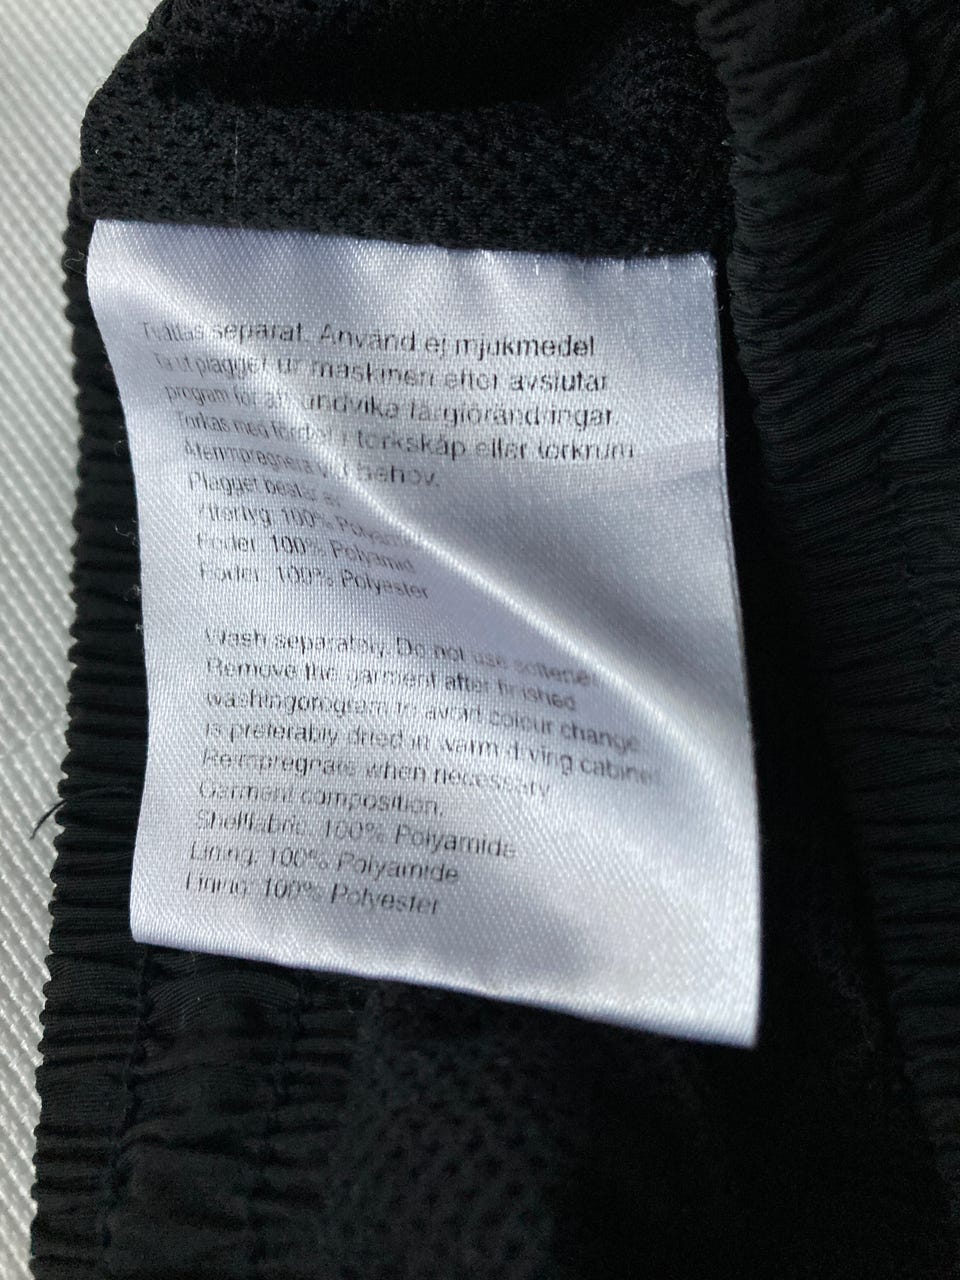 Tvättas separat. Använd ej mjukmedel
Ta ut plagget ur maskinen efter avslutat
program för att undvika färgförändringar.
Torkas med fördel i torkskåp eller torkrum
Återimpregnera vid behov.
Plagget består av
Yttertyg: 100% Polyamid
Foder: 100% Polyamid
Foder: 100% Polyester
Wash separately. Do not use softener
Remove the garment after finished
washingprogram to avoid colour change.
Is preferably dried in warm drying cabinet
Reimpregnate when necessary
Garment composition.
Shellfabric: 100% Polyamide
Lining: 100% Polyamide
Lining: 100% Polyester